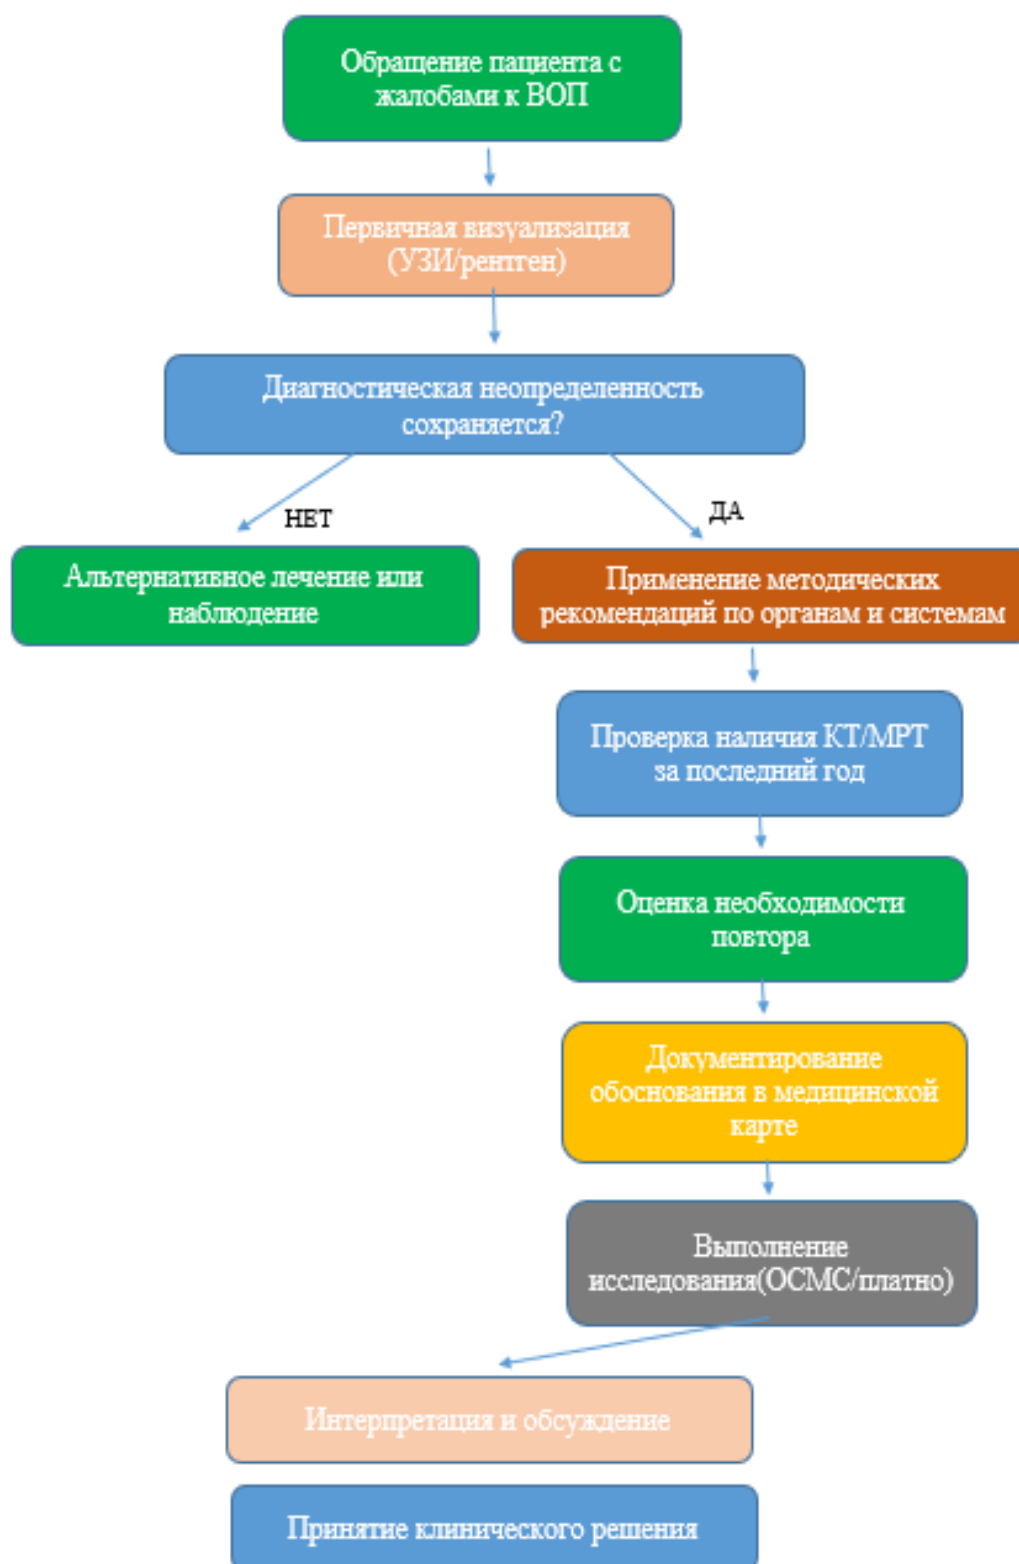 Обращение пациента с
жалобами к ВОП
Первичная визуализация
(УЗИ/рентген)
Диагностическая неопределенность
сохраняется?
НЕТ
ДА
Альтернативное лечение или
наблюдение
Применение методических
рекомендаций по органам и системам
Проверка наличия КТ/МРТ
за последний год
Оценка необходимости
повтора
Документирование
обоснования в медицинской
карте
Выполнение
исследования(ОСМС/платно)
Интерпретация и обсуждение
Принятие клинического решения